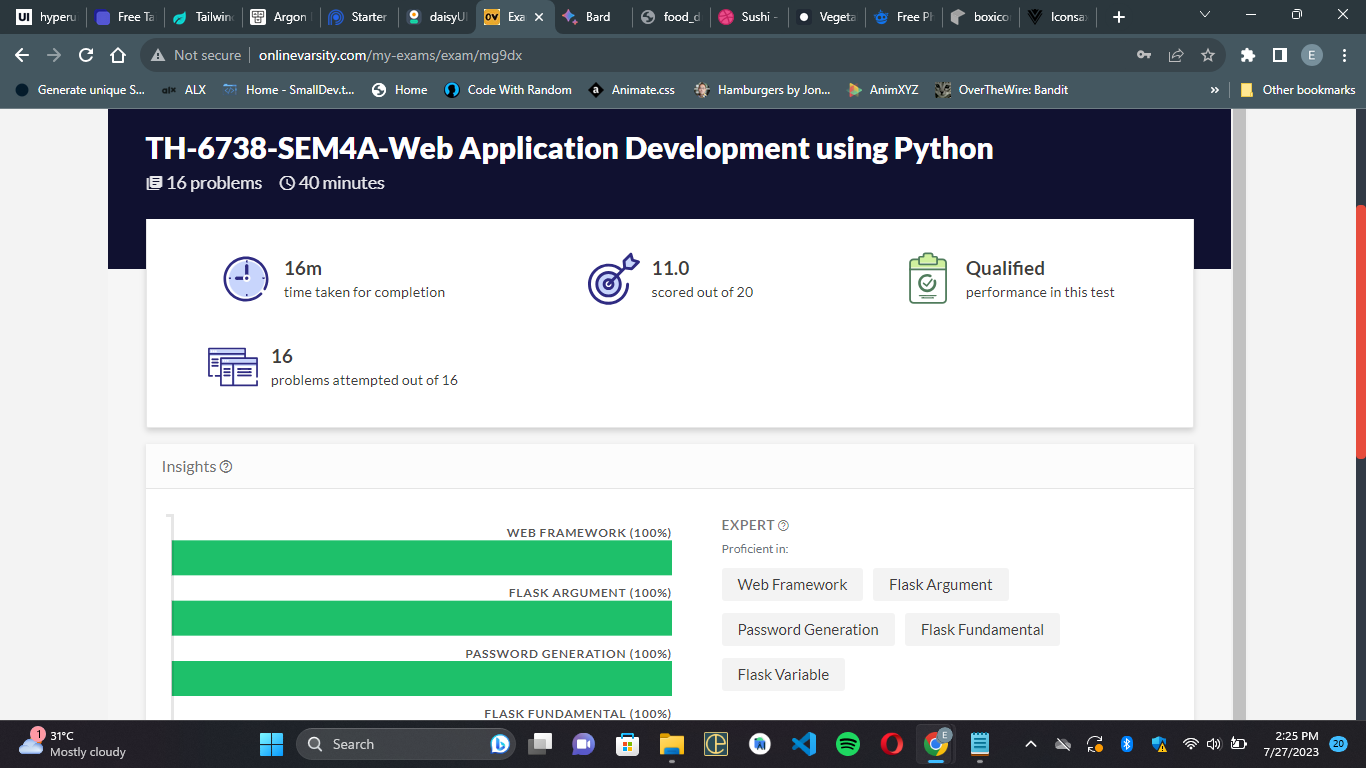 UI hyperu
Free Ta
Tailwin
Argon
Starter
daisyUI
OV Exa
Bard
food_d
Sushi -
Vegeta
Free Ph
boxico
Iconsa
Not secure onlinevarsity.com/my-exams/exam/mg9dx E
Generate unique S... alx ALX Home - SmallDev.t... Home Code With Random a Animate.css Hamburgers by Jon... AnimXYZ OverTheWire: Bandit » Other bookmarks
TH-6738-SEM4A-Web Application Development using Python
16 problems 40 minutes
16m
time taken for completion
11.0
scored out of 20
Qualified
performance in this test
16
problems attempted out of 16
Insights
WEB FRAMEWORK (100%)
FLASK ARGUMENT (100%)
PASSWORD GENERATION (100%)
FLASK FUNDAMENTAL (100%)
EXPERT
Proficient in:
Web Framework Flask Argument
Password Generation Flask Fundamental
Flask Variable
1
31°C
Mostly cloudy
Search
E
2:25 PM
7/27/2023
20